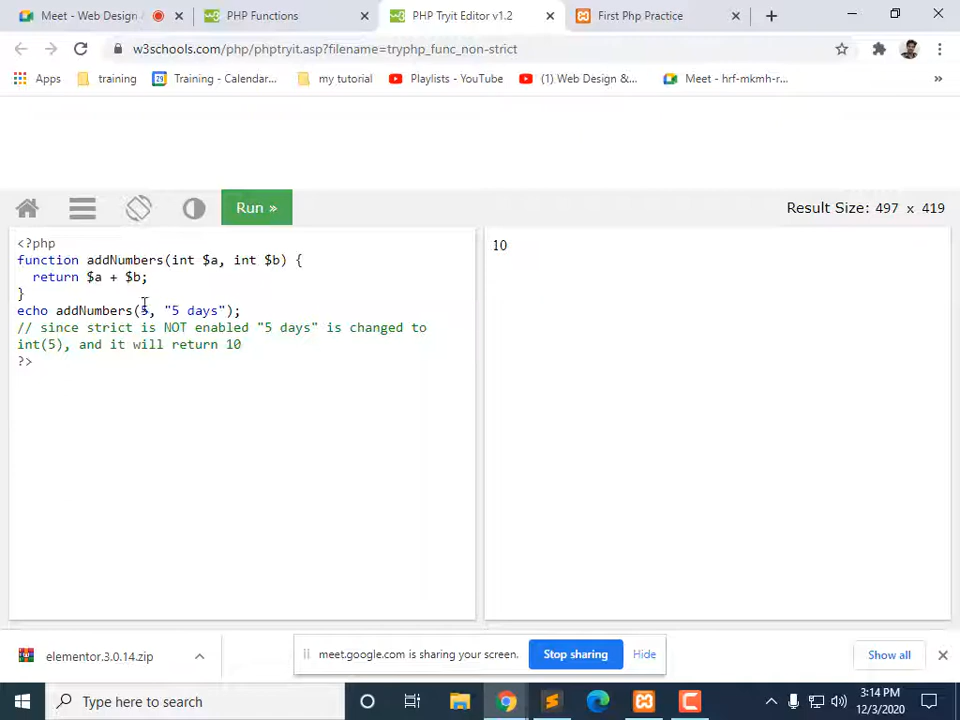 Meet - Web Design
PHP Functions
PHP Tryit Editor v1.2
First Php Practice
w3schools.com/php/phptryit.asp?filename=tryphp_func_non-strict
Apps
training
Training - Calendar...
my tutorial
Playlists - YouTube
(1) Web Design &...
Meet - hrf-mkmh-r...
»
Run »
Result Size: 497 x 419
<?php
function addNumbers(int $a, int $b) {
return $a + $b;
}
echo addNumbers(5, "5 days");
// since strict is NOT enabled "5 days" is changed to
int(5), and it will return 10
?>
10
elementor.3.0.14.zip
meet.google.com is sharing your screen.
Stop sharing
Hide
Show all
Type here to search
3:14 PM
12/3/2020